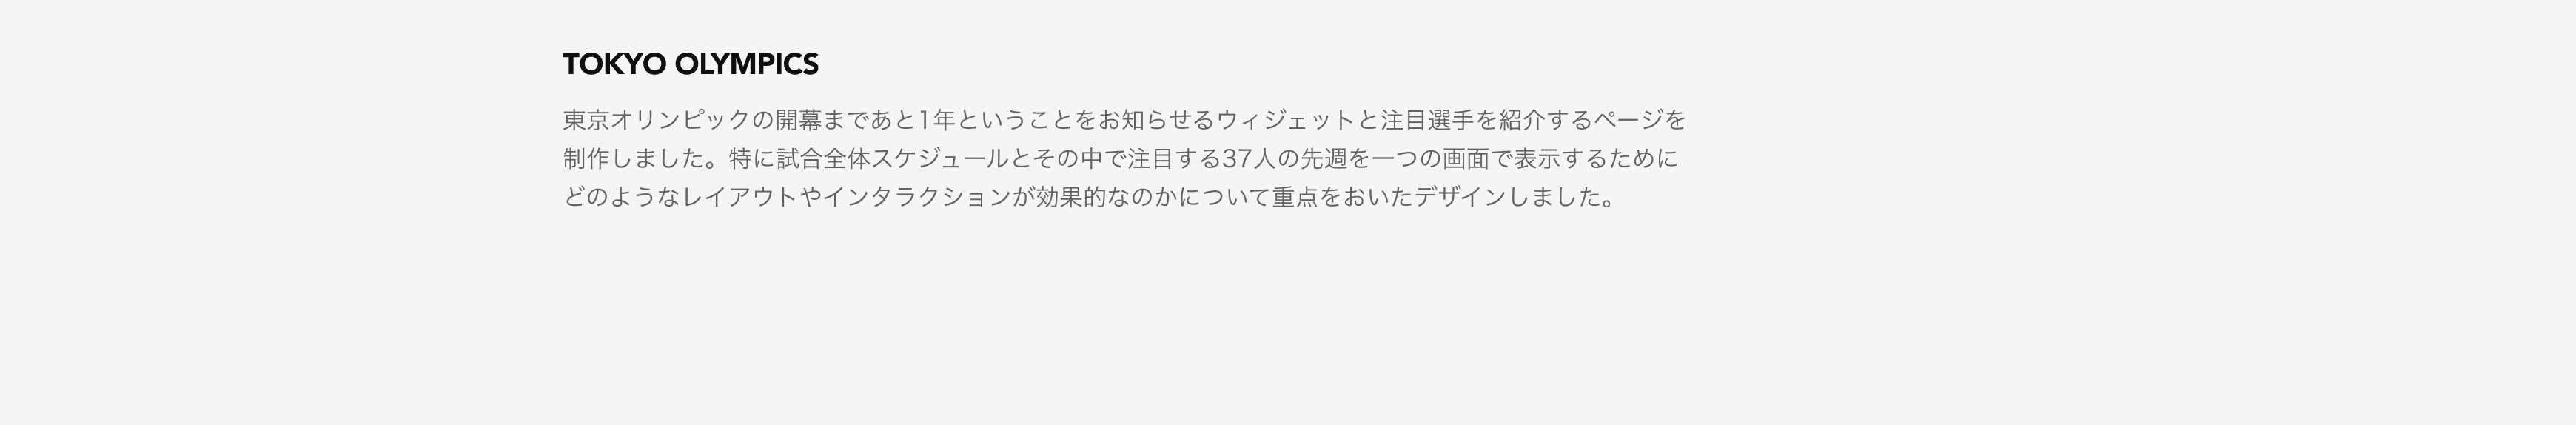 TOKYO OLYMPICS
東京オリンピックの開幕まであと1年ということをお知らせるウィジェットと注目選手を紹介するページを
制作しました。特に試合全体スケジュールとその中で注目する37人の先週を一つの画面で表示するために
どのようなレイアウトやインタラクションが効果的なのかについて重点をおいたデザインしました。